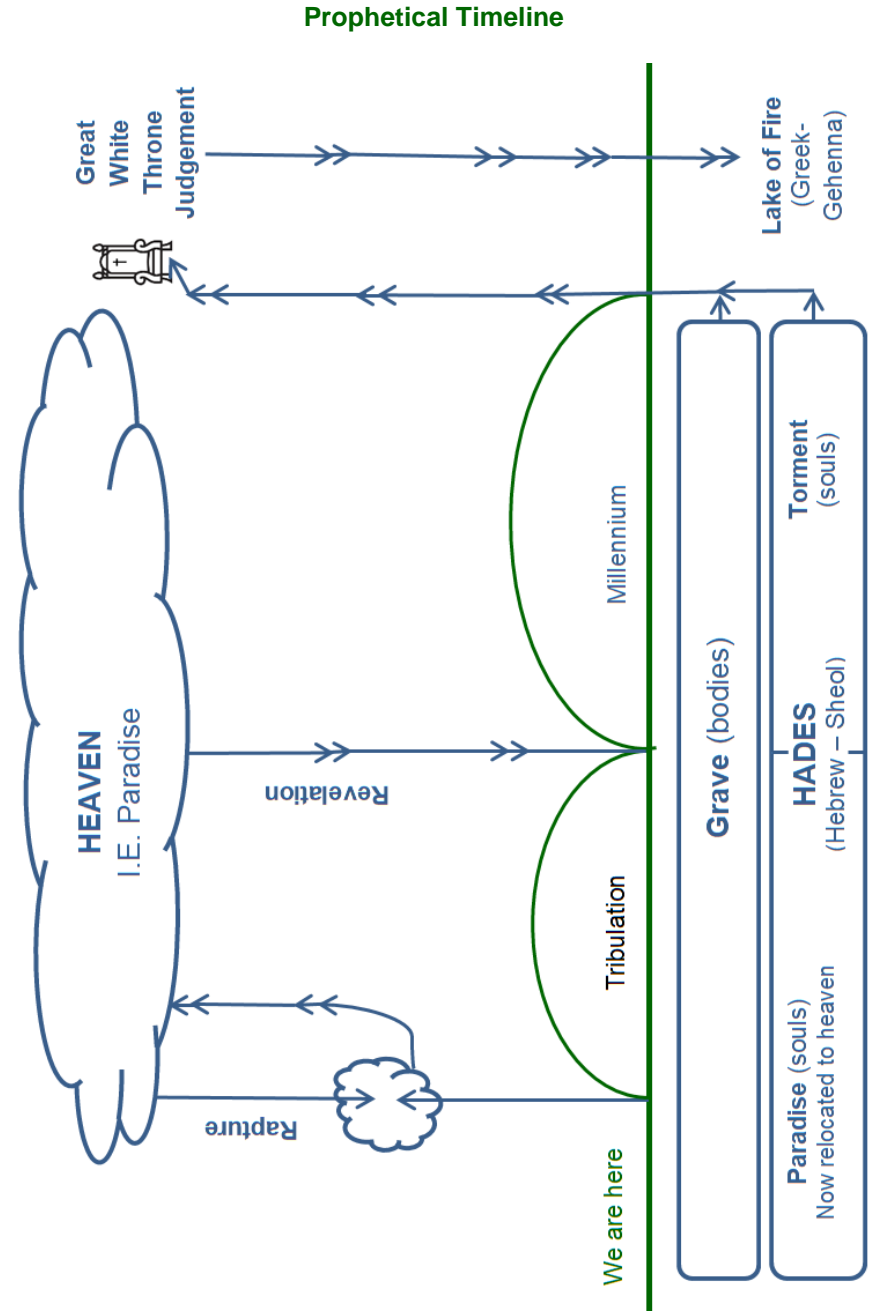 Prophetical Timeline
HEAVEN
I.E. Paradise
Great
White
Throne
Judgement
Rapture
Revelation
We are here
Tribulation
Millennium
Grave (bodies)
Paradise (souls)
Now relocated to heaven
HADES
(Hebrew – Sheol)
Torment
(souls)
Lake of Fire
(Greek-
Gehenna)